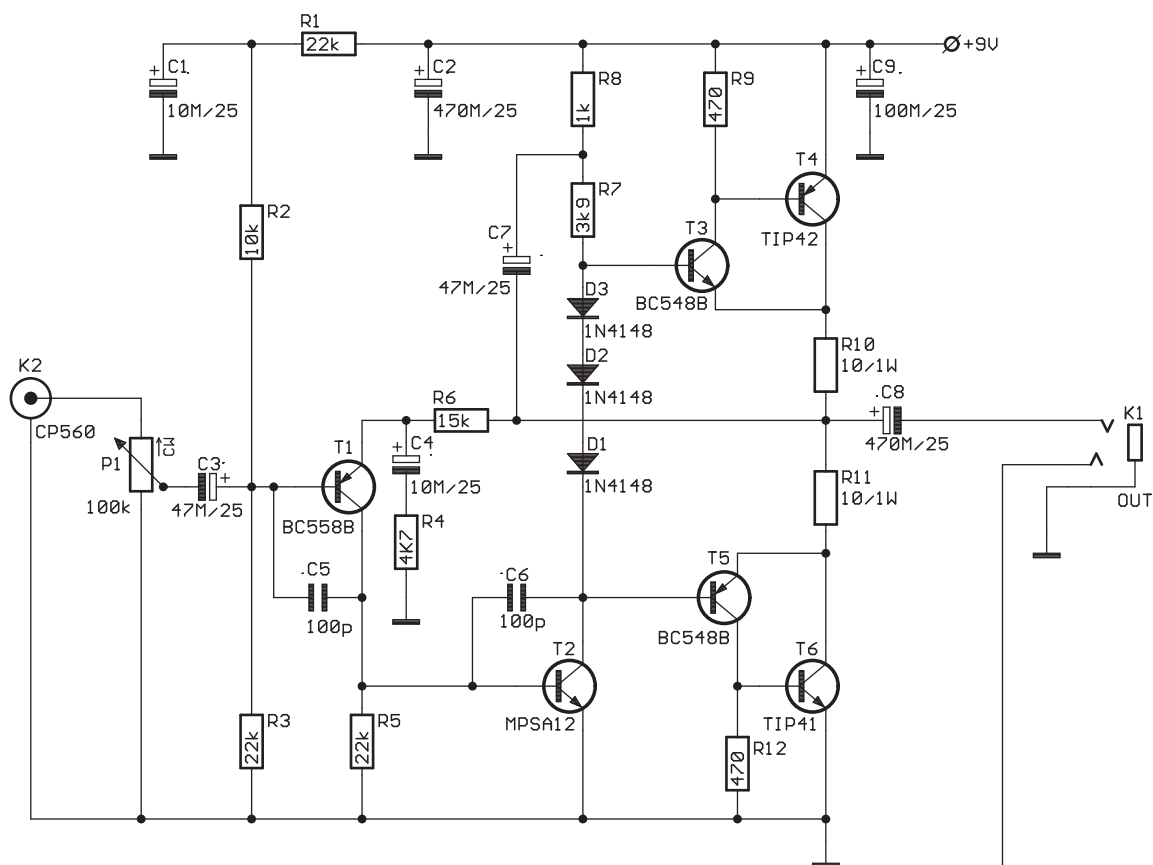 R1
22k
+9V
C1
+
10M/25
C2
+
470M/25
R8
1k
R9
470
C9
+
100M/25
T4
TIP42
R2
10k
R7
3k9
C7
+
47M/25
T3
BC548B
D3
1N4148
R10
10/1W
D2
1N4148
K2
CP560
R6
15k
C8
+
470M/25
K1
OUT
P1
100k
C3
+
47M/25
T1
BC558B
C4
+
10M/25
D1
1N4148
R11
10/1W
R4
4K7
C5
100p
C6
100p
T5
BC548B
T2
MPSA12
T6
TIP41
R3
22k
R5
22k
R12
470